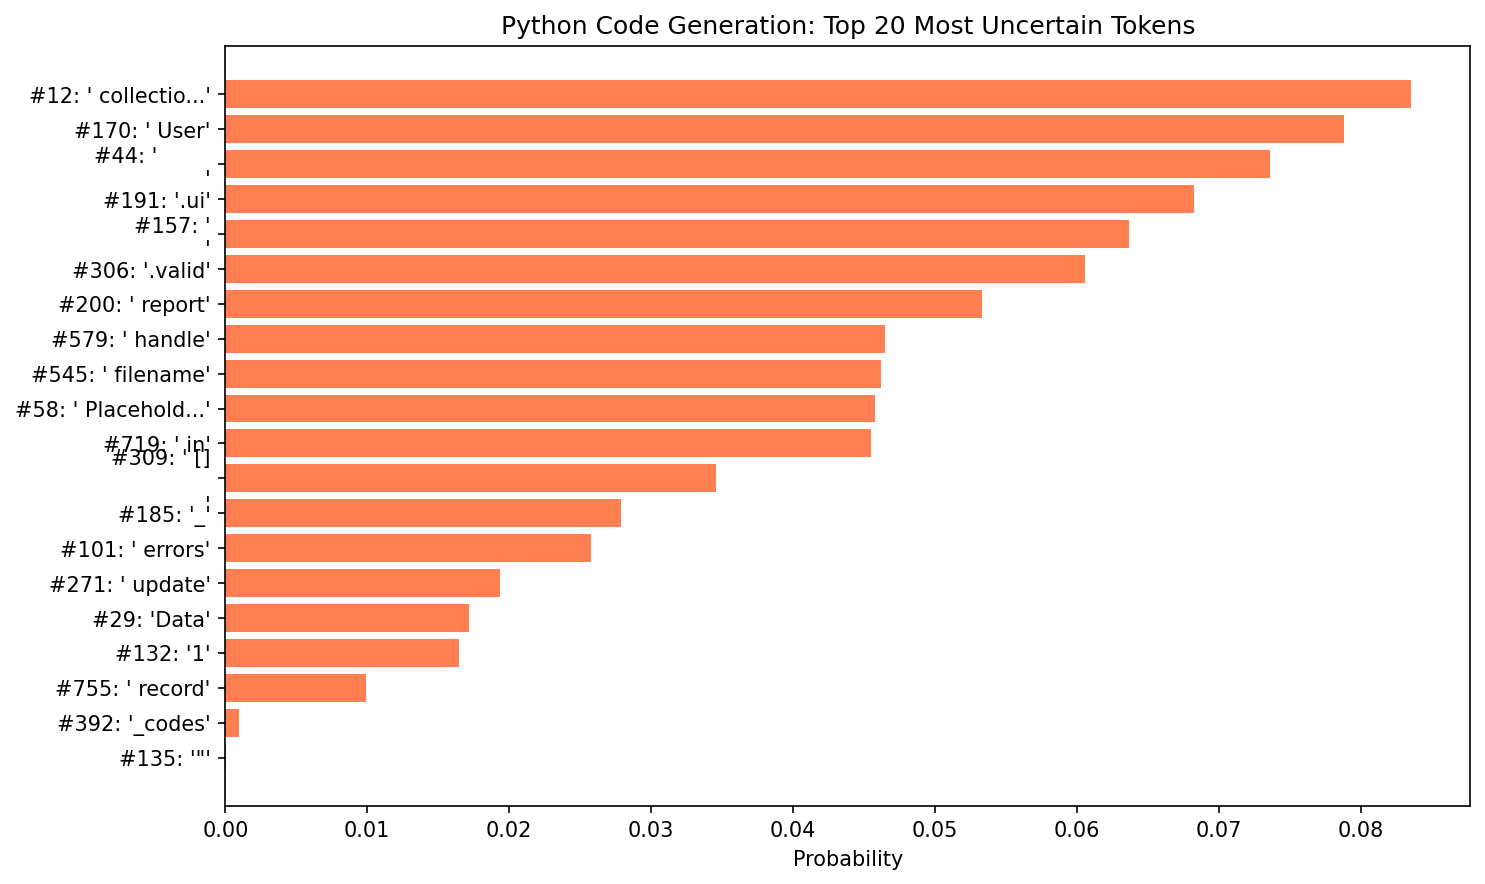 Python Code Generation: Top 20 Most Uncertain Tokens
#12: ' collectio...'
#170: ' User'
#44: '
'
#191: '.ui'
#157: '
'
#306: '.valid'
#200: ' report'
#579: ' handle'
#545: ' filename'
#58: ' Placehold...'
#719: ' in'
#309: ' []
'
#185: '_'
#101: ' errors'
#271: ' update'
#29: 'Data'
#132: '1'
#755: ' record'
#392: '_codes'
#135: '"'
0.00 0.01 0.02 0.03 0.04 0.05 0.06 0.07 0.08
Probability